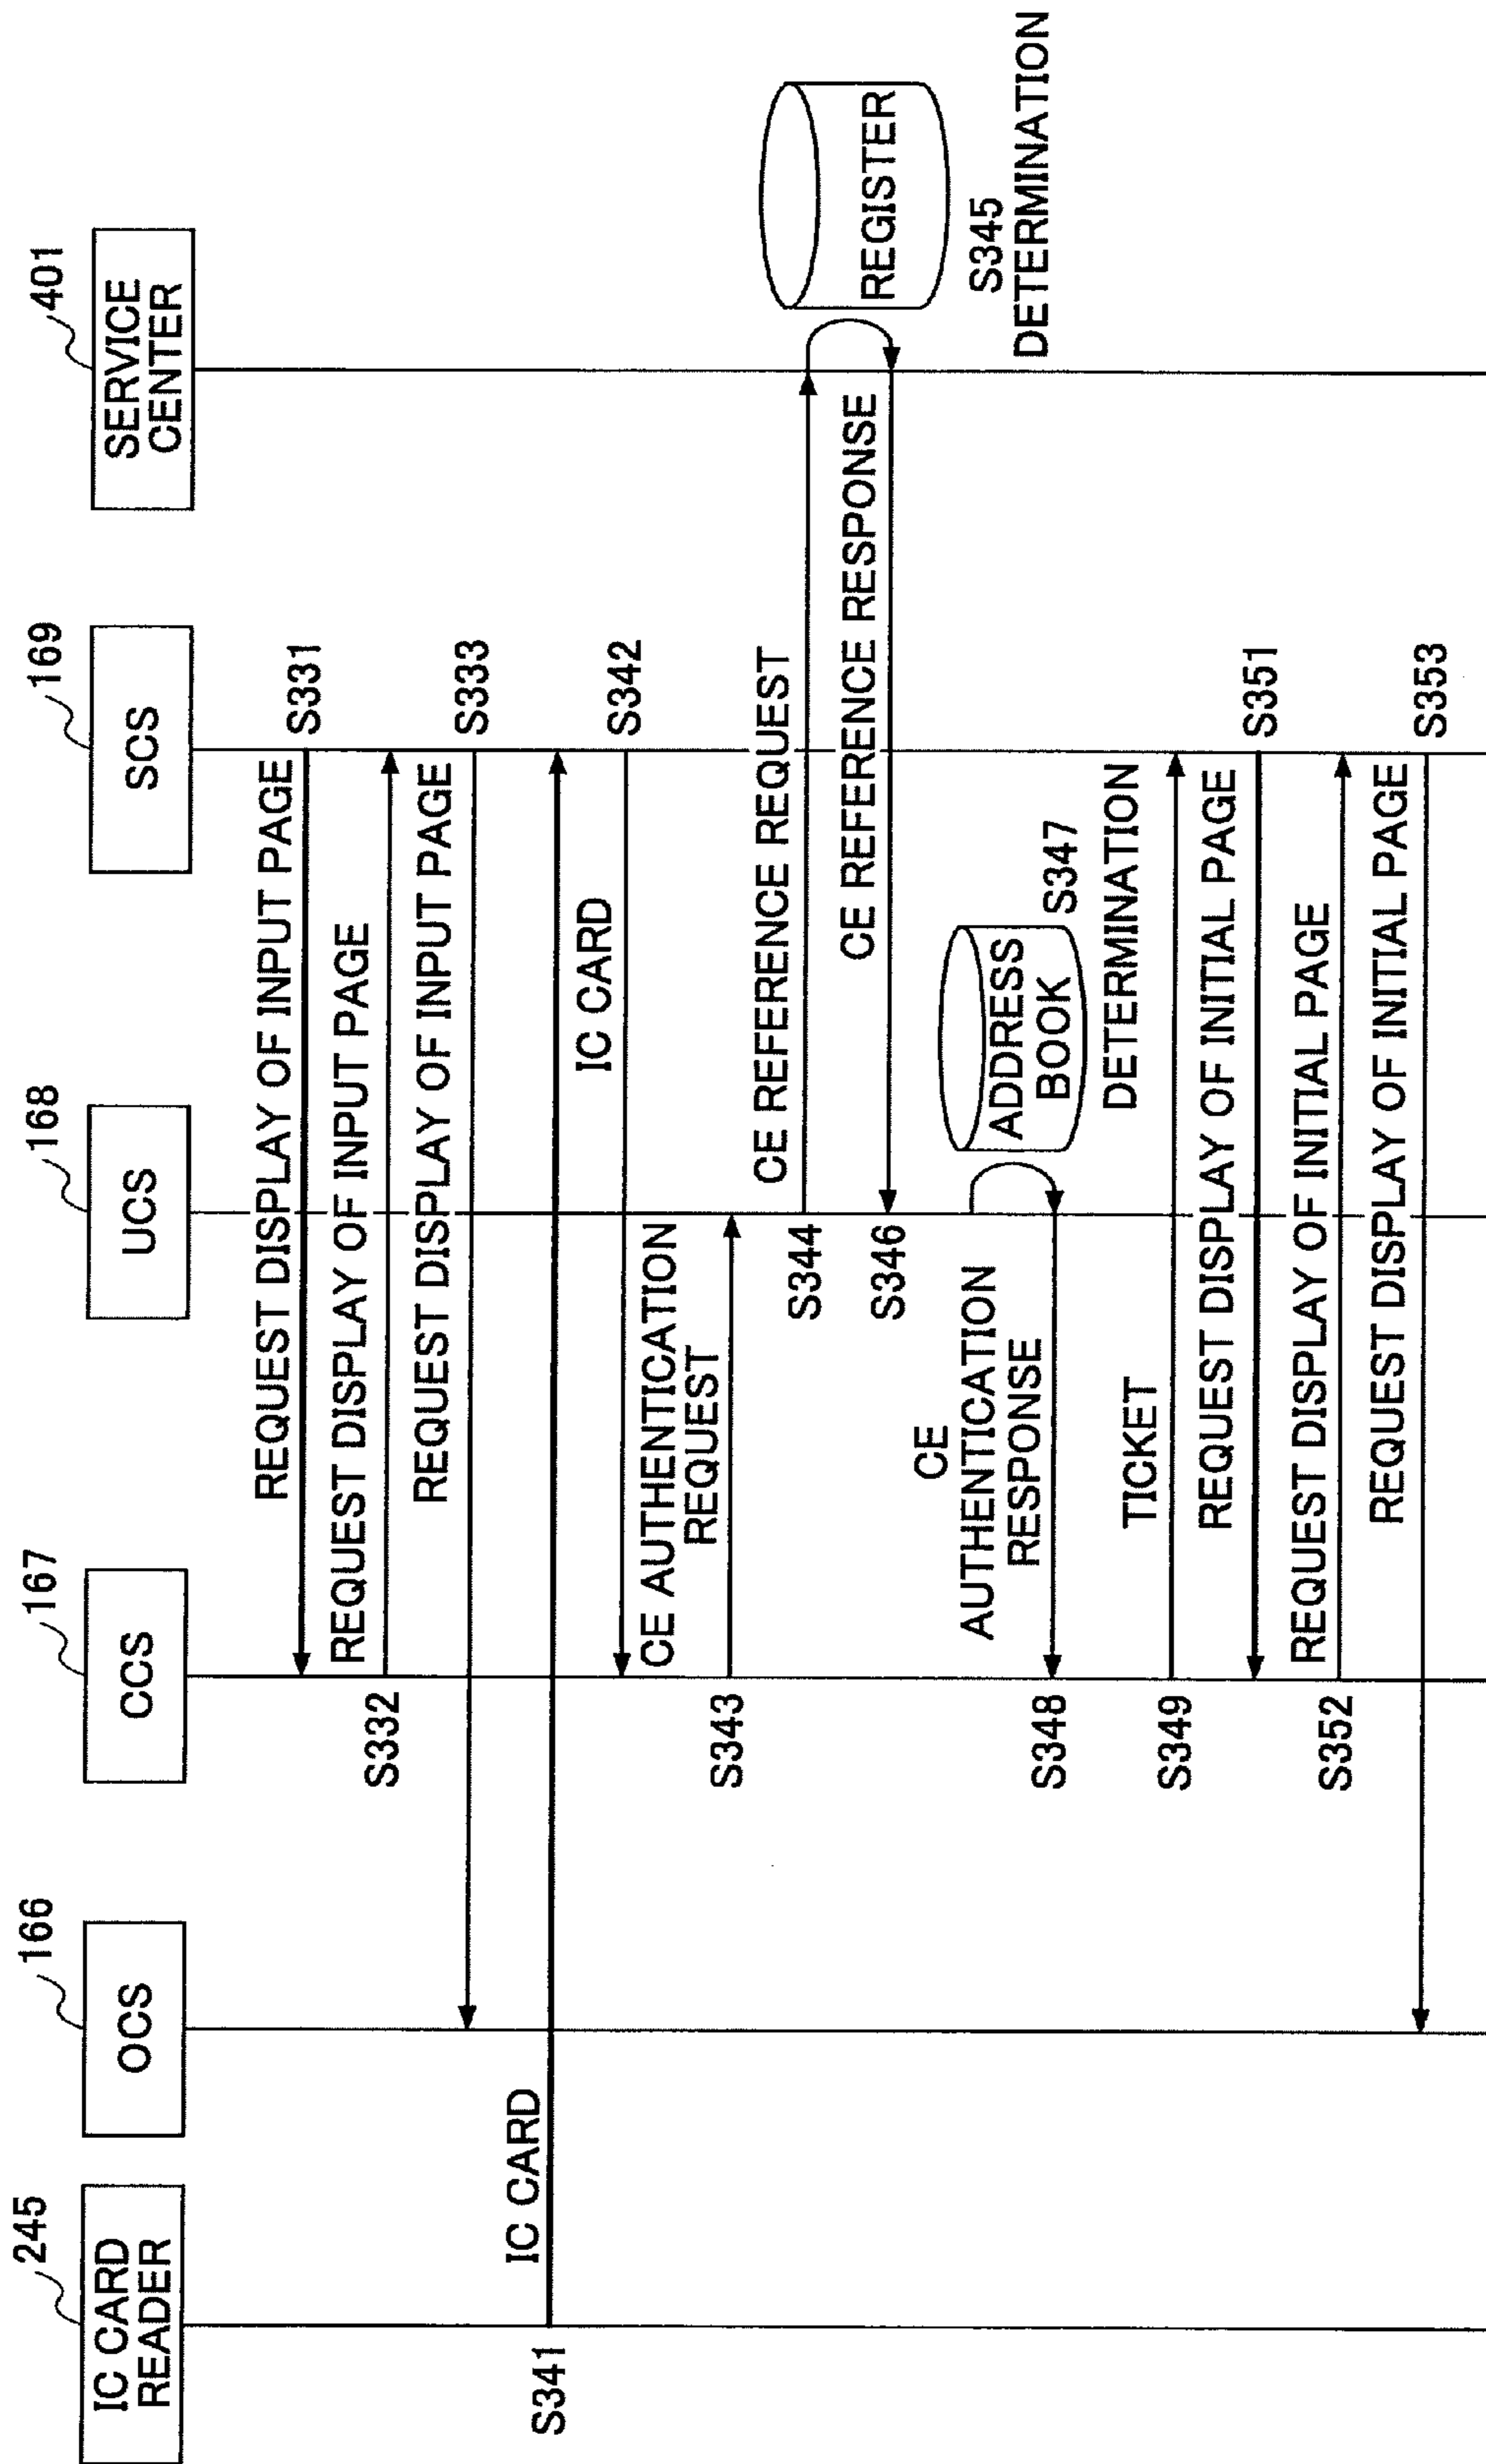 245
IC CARD
READER
166
OCS
167
CCS
168
UCS
169
SCS
401
SERVICE
CENTER
REQUEST DISPLAY OF INPUT PAGE
S331
S332
REQUEST DISPLAY OF INPUT PAGE
REQUEST DISPLAY OF INPUT PAGE
S333
S341
IC CARD
IC CARD
S342
CE AUTHENTICATION
REQUEST
S343
S344
CE REFERENCE REQUEST
REGISTER
S345
DETERMINATION
CE REFERENCE RESPONSE
S346
ADDRESS
BOOK
S347
DETERMINATION
CE
AUTHENTICATION
RESPONSE
S348
TICKET
S349
REQUEST DISPLAY OF INITIAL PAGE
S351
REQUEST DISPLAY OF INITIAL PAGE
S352
REQUEST DISPLAY OF INITIAL PAGE
S353